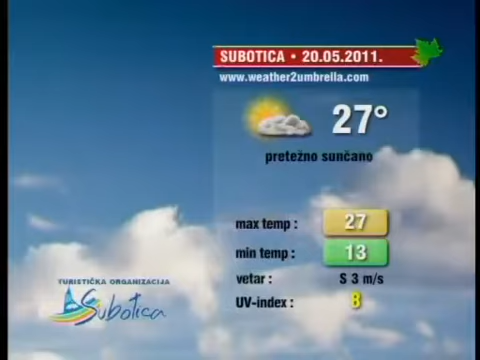 SUBOTICA • 20.05.2011.
www.weather2umbrella.com
27°
pretežno sunčano
max temp : 27
min temp : 13
vetar : S 3 m/s
UV-index : 8
TURISTIČKA ORGANIZACIJA
Subotica